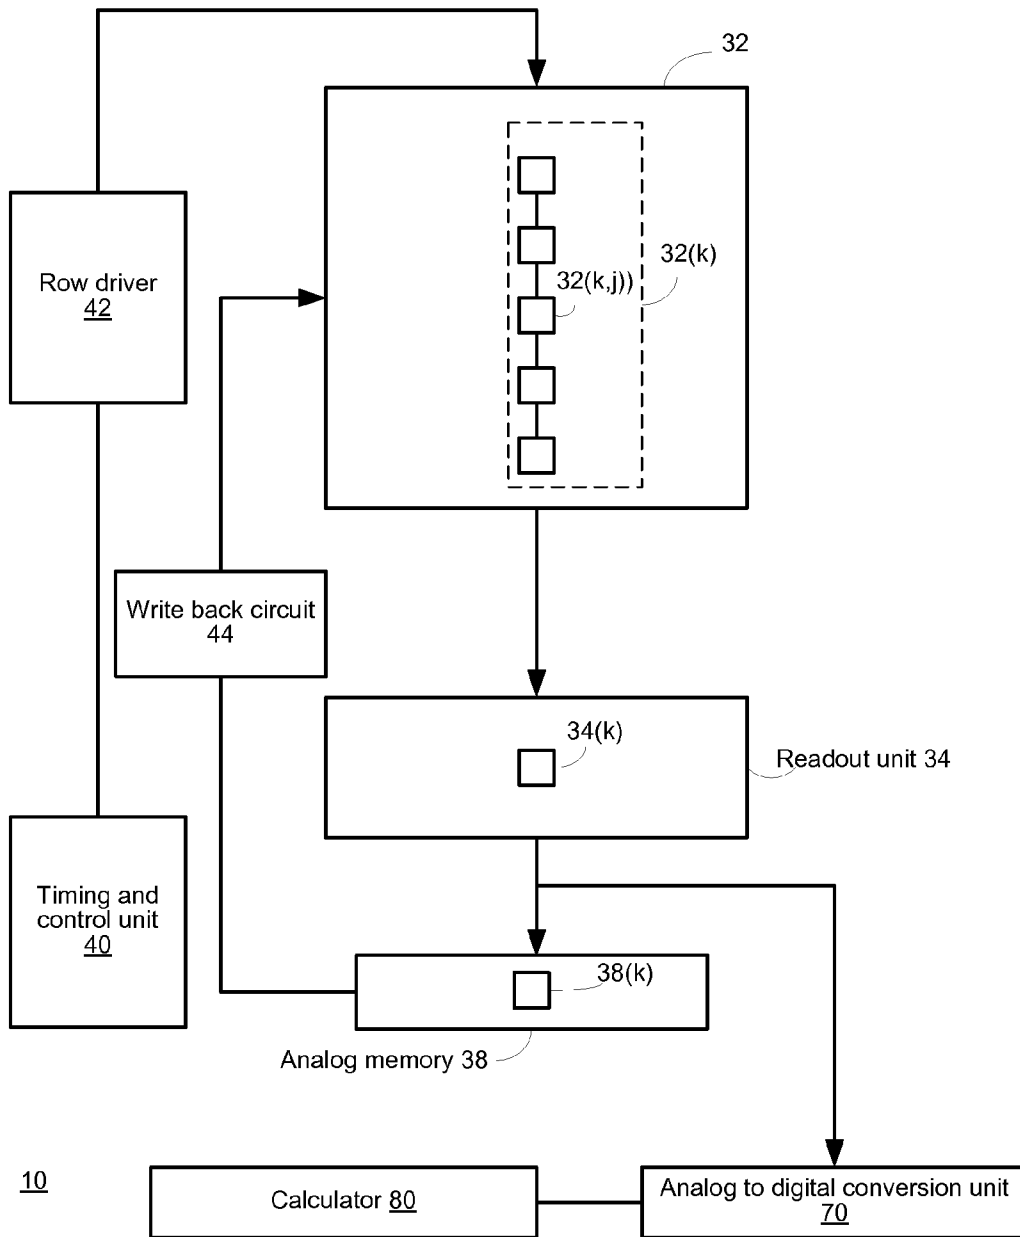 32
Row driver
42
32(k,j))
32(k)
Write back circuit
44
34(k)
Readout unit 34
Timing and
control unit
40
38(k)
Analog memory 38
10
Calculator 80
Analog to digital conversion unit
70